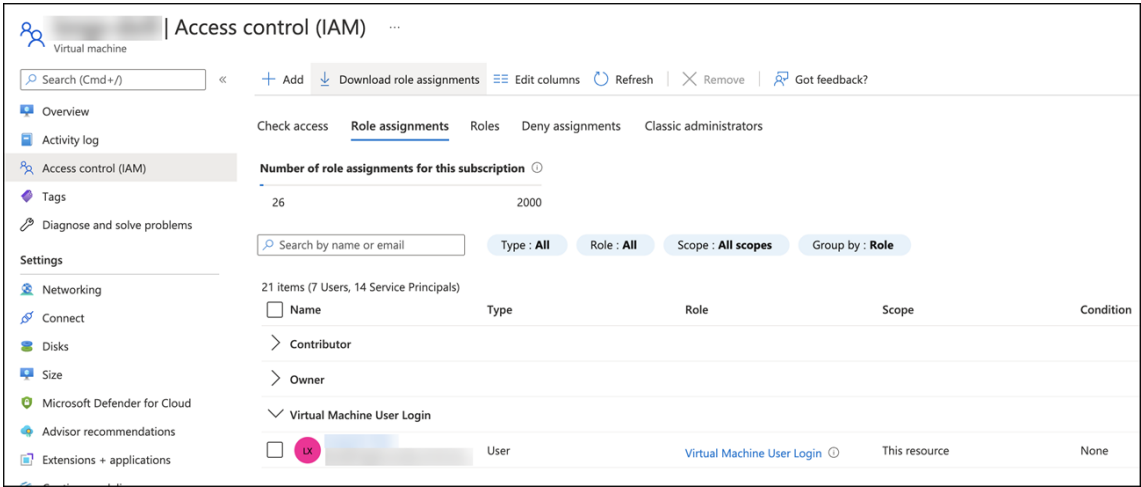 | Access control (IAM) ...
Virtual machine
Search (Cmd+/) «
Add Download role assignments Edit columns Refresh Remove Got feedback?
Overview
Activity log
Access control (IAM)
Tags
Diagnose and solve problems
Settings
Networking
Connect
Disks
Size
Microsoft Defender for Cloud
Advisor recommendations
Extensions + applications
Check access Role assignments Roles Deny assignments Classic administrators
Number of role assignments for this subscription
26 2000
Search by name or email Type : All Role : All Scope : All scopes Group by : Role
21 items (7 Users, 14 Service Principals)
Name Type Role Scope Condition
Contributor
Owner
Virtual Machine User Login
LX User Virtual Machine User Login This resource None